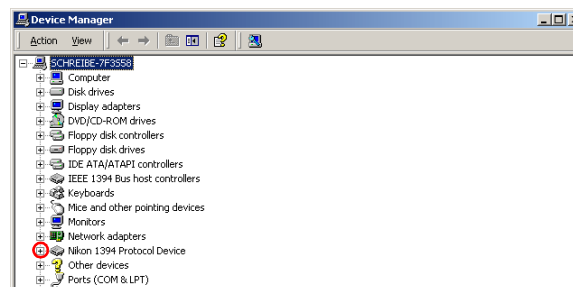 Device Manager
Action View
SCHREIBE-7F3S58
Computer
Disk drives
Display adapters
DVD/CD-ROM drives
Floppy disk controllers
Floppy disk drives
IDE ATA/ATAPI controllers
IEEE 1394 Bus host controllers
Keyboards
Mice and other pointing devices
Monitors
Network adapters
Nikon 1394 Protocol Device
Other devices
Ports (COM & LPT)